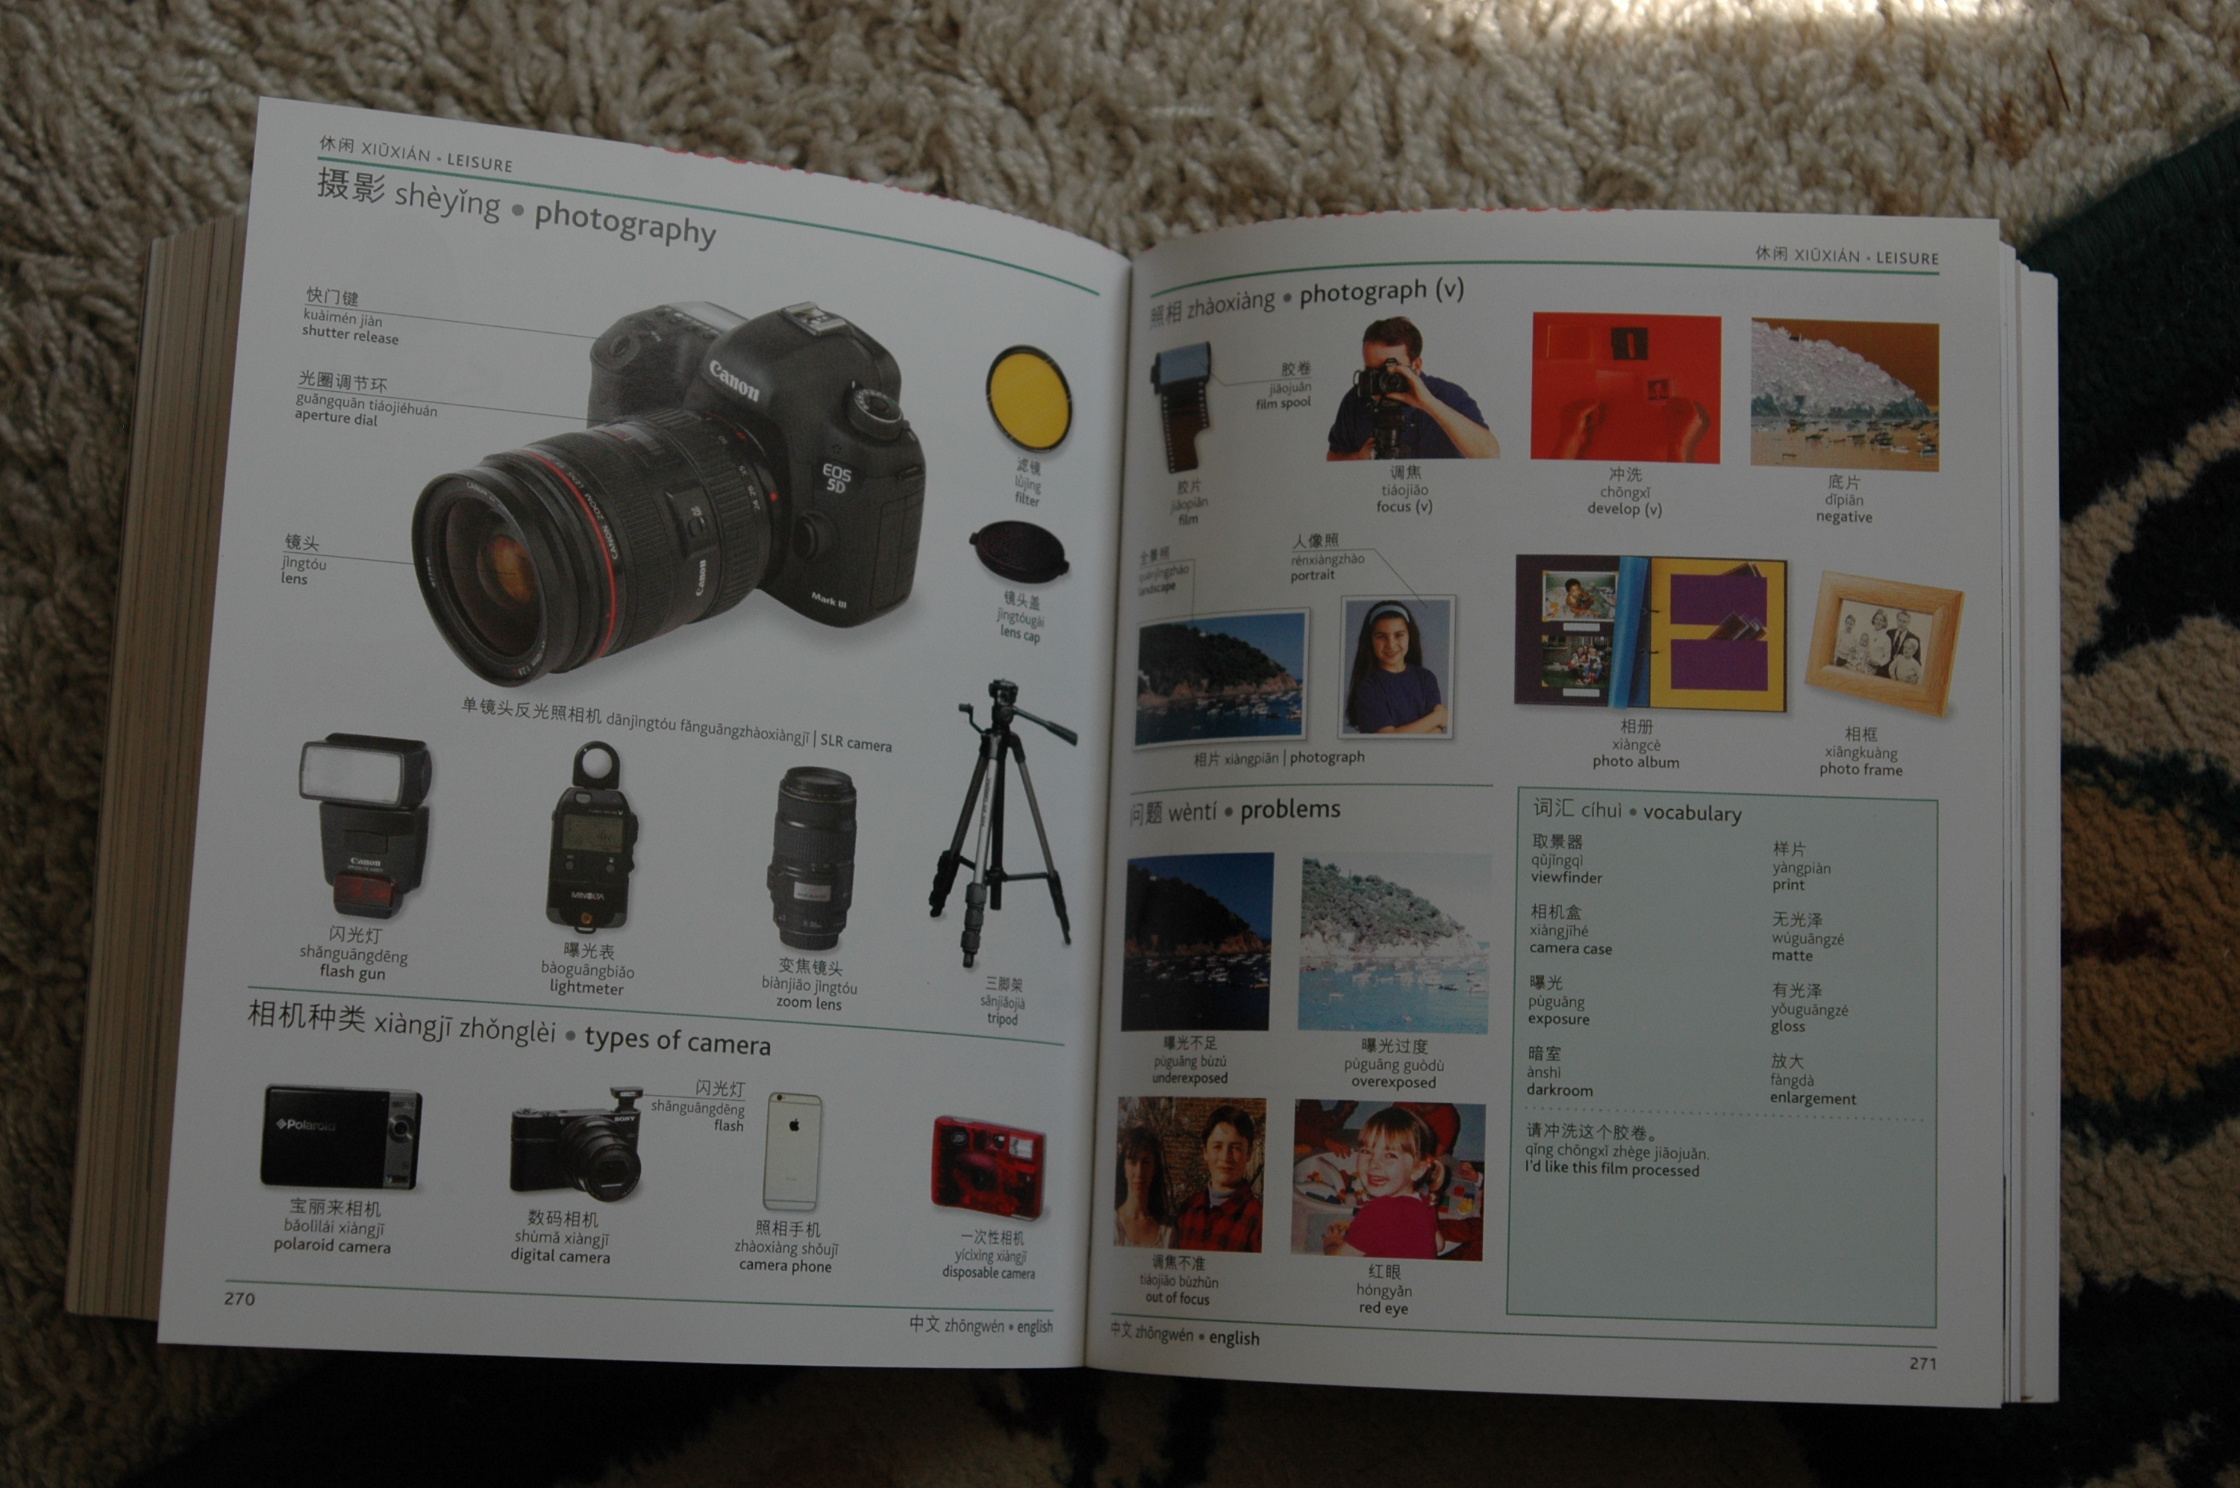 休闲 XIŪXIÁN • LEISURE
摄影 shèyǐng • photography
快门键
kuàimén jiàn
shutter release
光圈调节环
guāngquān tiáojiéhuán
aperture dial
镜头
jìngtóu
lens
Canon
EOS
5D
Mark III
CANON ZOOM LENS
Canon
滤镜
lǜjìng
filter
镜头盖
jìngtóugài
lens cap
单镜头反光照相机 dānjìngtóu fǎnguāngzhàoxiàngjī | SLR camera
Canon
闪光灯
shǎnguāngdēng
flash gun
MINOLTA
曝光表
bàoguāngbiǎo
lightmeter
变焦镜头
biànjiāo jìngtóu
zoom lens
三脚架
sānjiǎojià
tripod
相机种类 xiàngjī zhǒnglèi • types of camera
Polaroid
宝丽来相机
bǎolìlái xiàngjī
polaroid camera
闪光灯
shǎnguāngdēng
flash
SONY
数码相机
shùmǎ xiàngjī
digital camera
照相手机
zhàoxiàng shǒujī
camera phone
一次性相机
yícìxìng xiàngjī
disposable camera
270
中文 zhōngwén • english
休闲 XIŪXIÁN • LEISURE
照相 zhàoxiàng • photograph (v)
胶卷
jiāojuǎn
film spool
胶片
jiāopiàn
film
调焦
tiáojiāo
focus (v)
冲洗
chōngxǐ
develop (v)
底片
dǐpiàn
negative
全景照
quánjǐngzhào
landscape
人像照
rénxiàngzhào
portrait
相片 xiàngpiàn | photograph
相册
xiàngcè
photo album
相框
xiàngkuàng
photo frame
问题 wèntí • problems
曝光不足
pùguāng bùzú
underexposed
曝光过度
pùguāng guòdù
overexposed
调焦不准
tiáojiāo bùzhǔn
out of focus
红眼
hóngyǎn
red eye
词汇 cíhuì • vocabulary
取景器
qǔjǐngqì
viewfinder
相机盒
xiàngjīhé
camera case
曝光
pùguāng
exposure
暗室
ànshì
darkroom
样片
yàngpiàn
print
无光泽
wúguāngzé
matte
有光泽
yǒuguāngzé
gloss
放大
fàngdà
enlargement
请冲洗这个胶卷。
qǐng chōngxǐ zhège jiāojuǎn.
I'd like this film processed
中文 zhōngwén • english
271